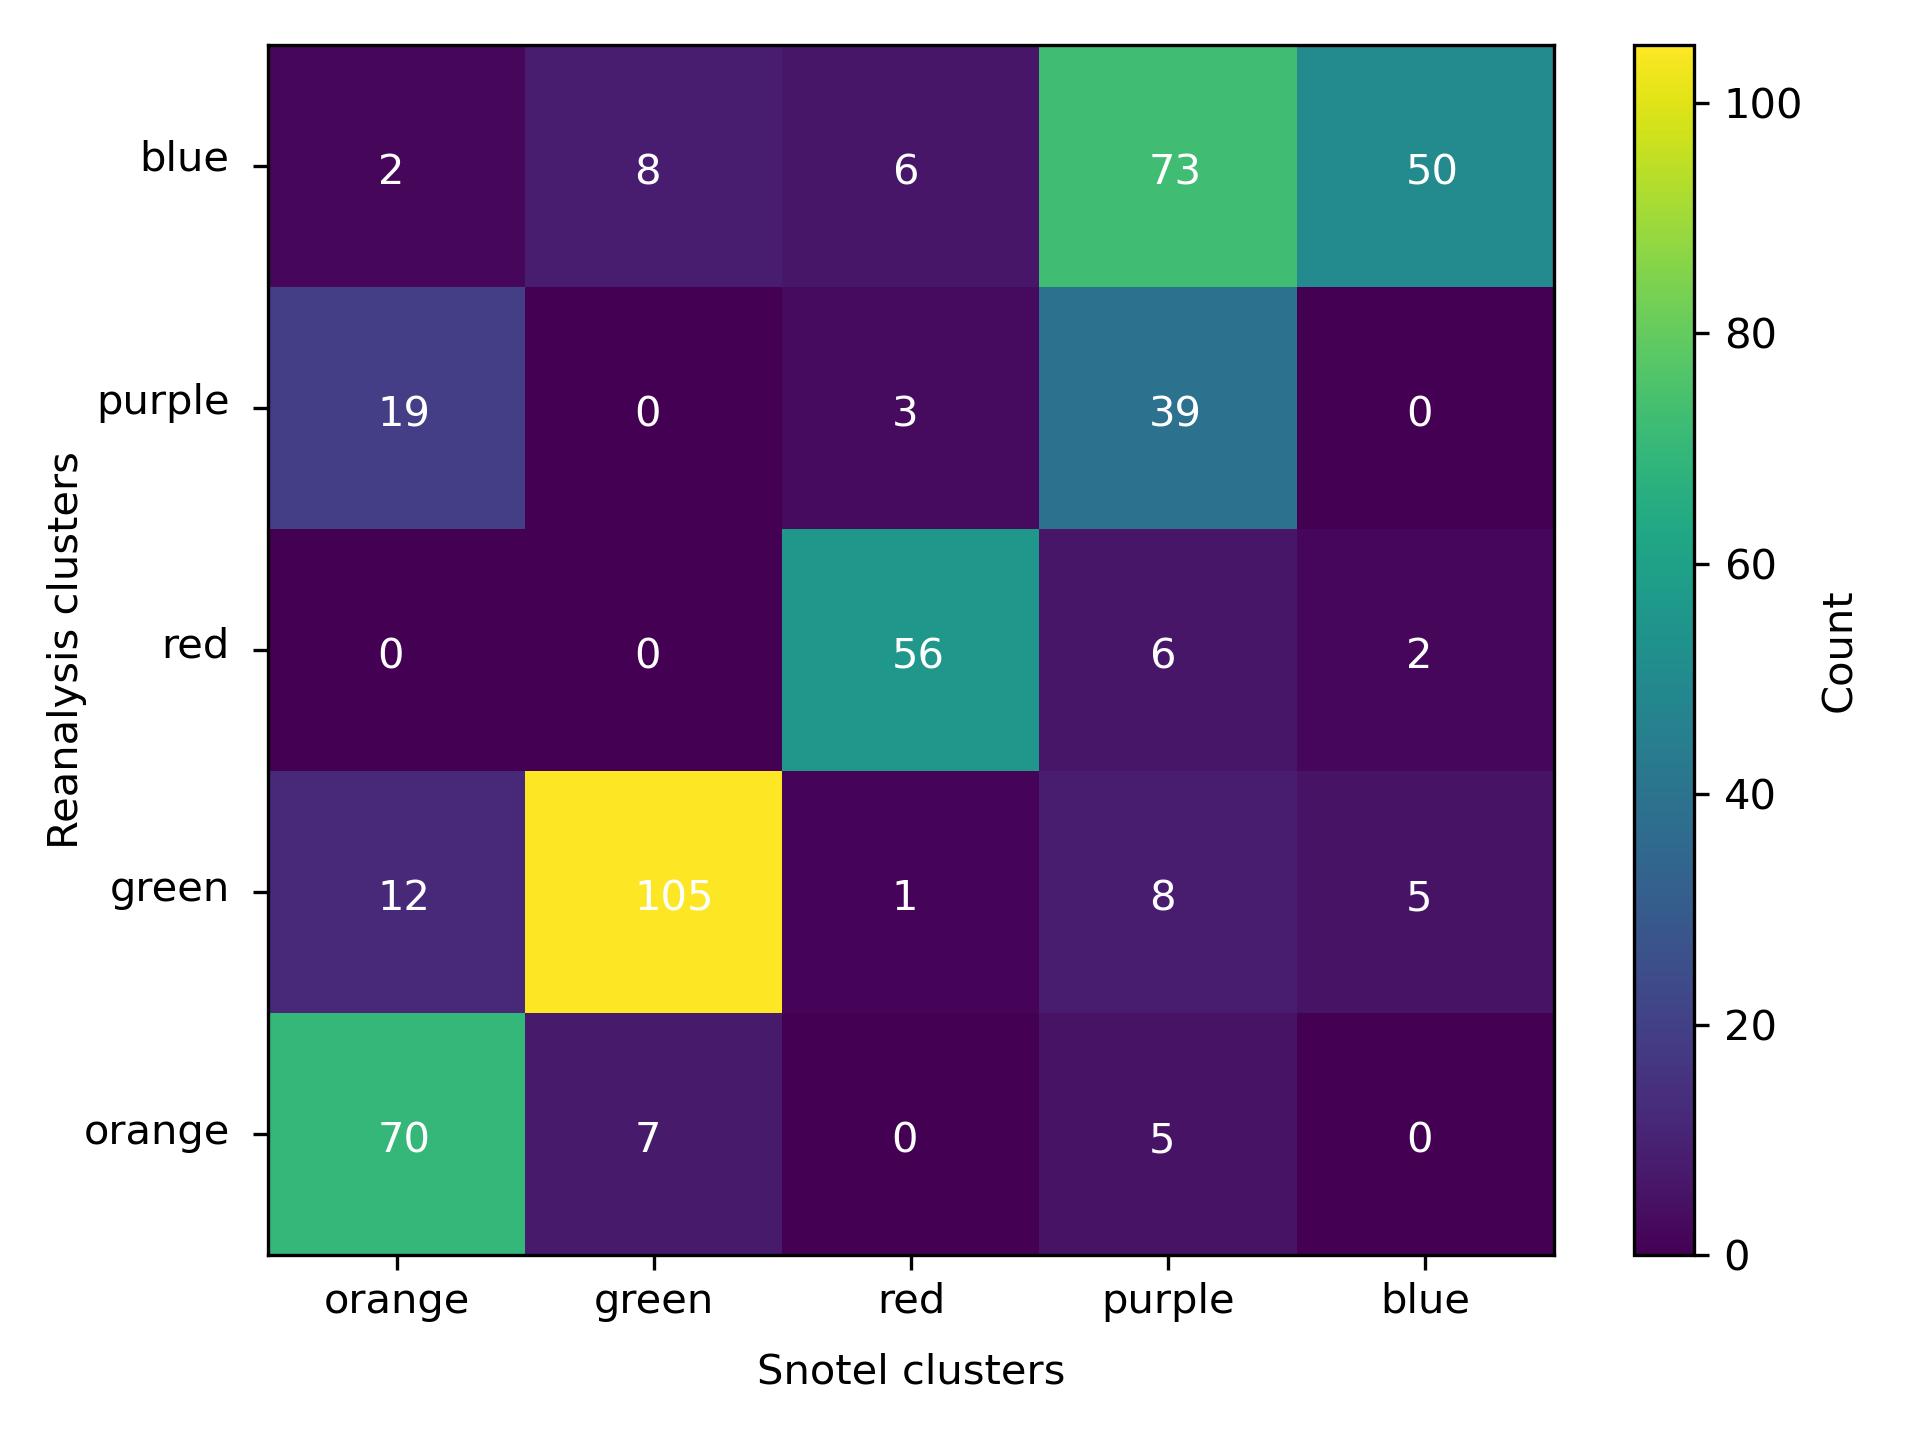 blue 2 8 6 73 50
purple 19 0 3 39 0
red 0 0 56 6 2
green 12 105 1 8 5
orange 70 7 0 5 0
orange green red purple blue
Snotel clusters
Reanalysis clusters
100
80
60
40
20
0
Count